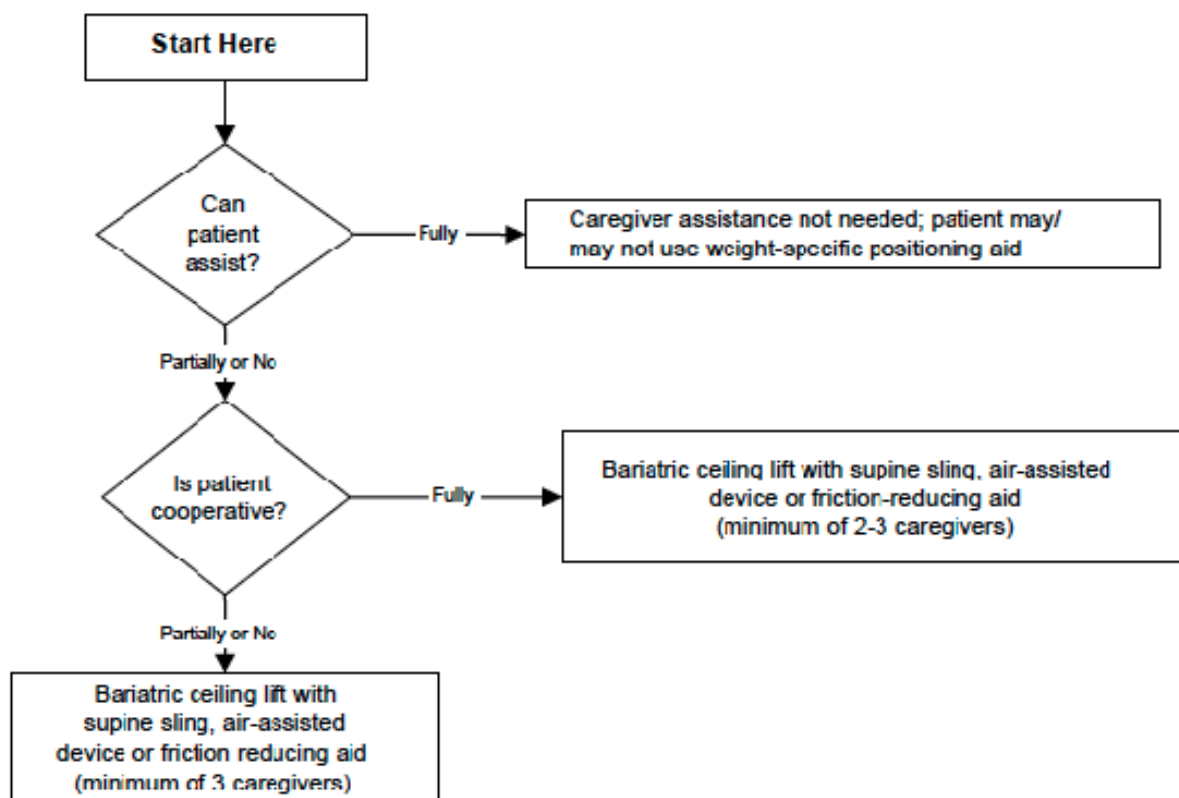 Start Here
Can
patient
assist?
Fully
Caregiver assistance not needed; patient may/
may not use weight-specific positioning aid
Partially or No
Is patient
cooperative?
Fully
Bariatric ceiling lift with supine sling, air-assisted
device or friction-reducing aid
(minimum of 2-3 caregivers)
Partially or No
Bariatric ceiling lift with
supine sling, air-assisted
device or friction reducing aid
(minimum of 3 caregivers)